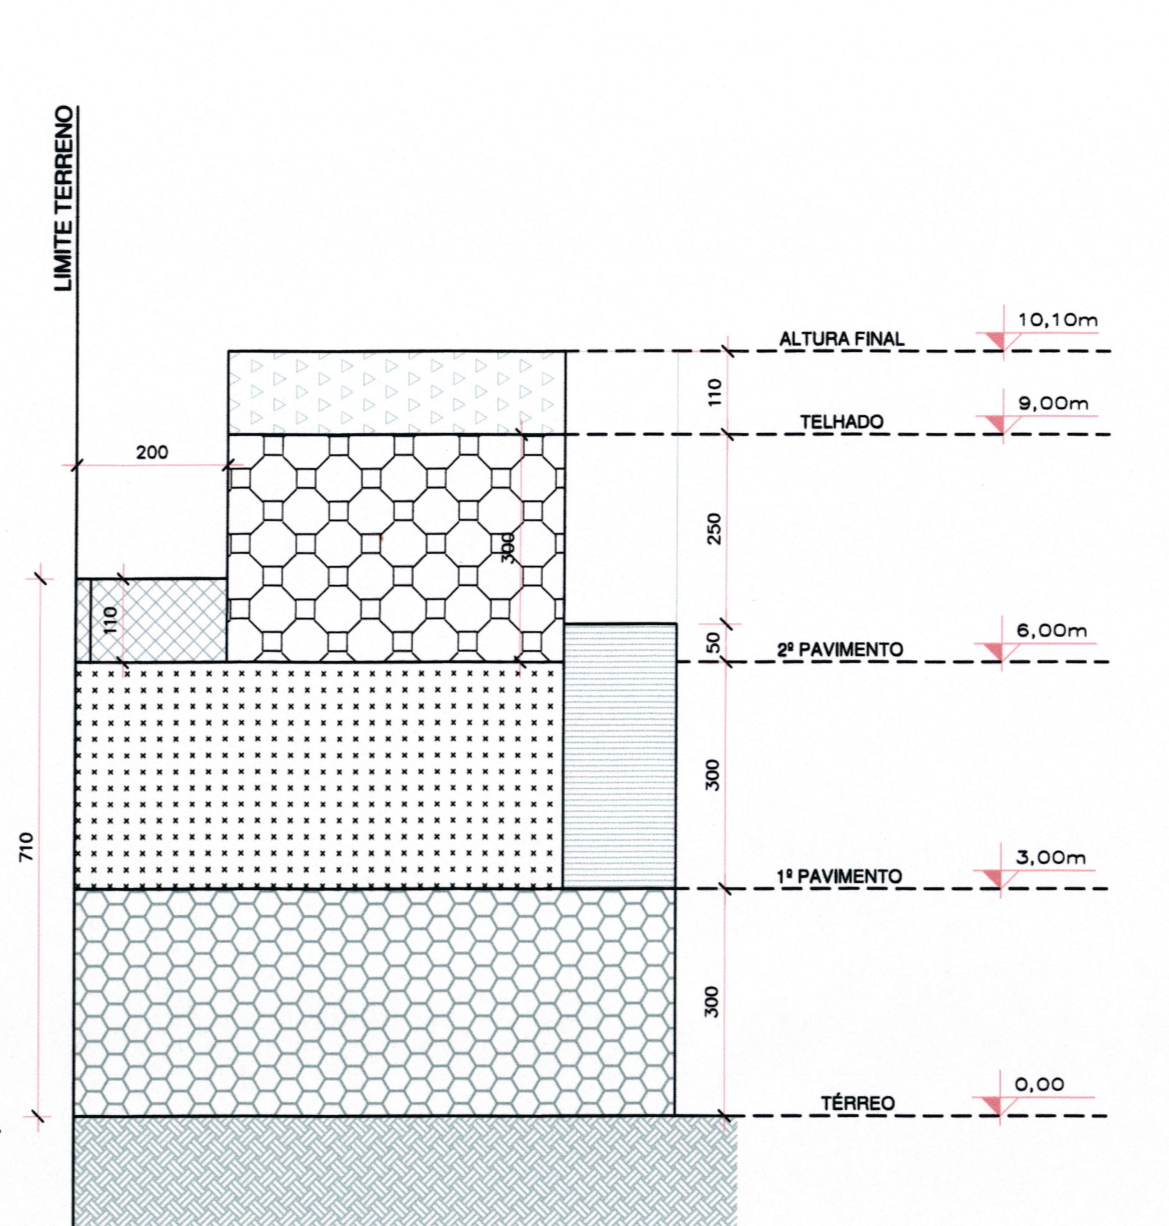 LIMITE TERRENO
10,10m
ALTURA FINAL
110
9,00m
TELHADO
200
250
300
110
6,00m
50
2º PAVIMENTO
300
710
3,00m
1º PAVIMENTO
300
0,00
TÉRREO